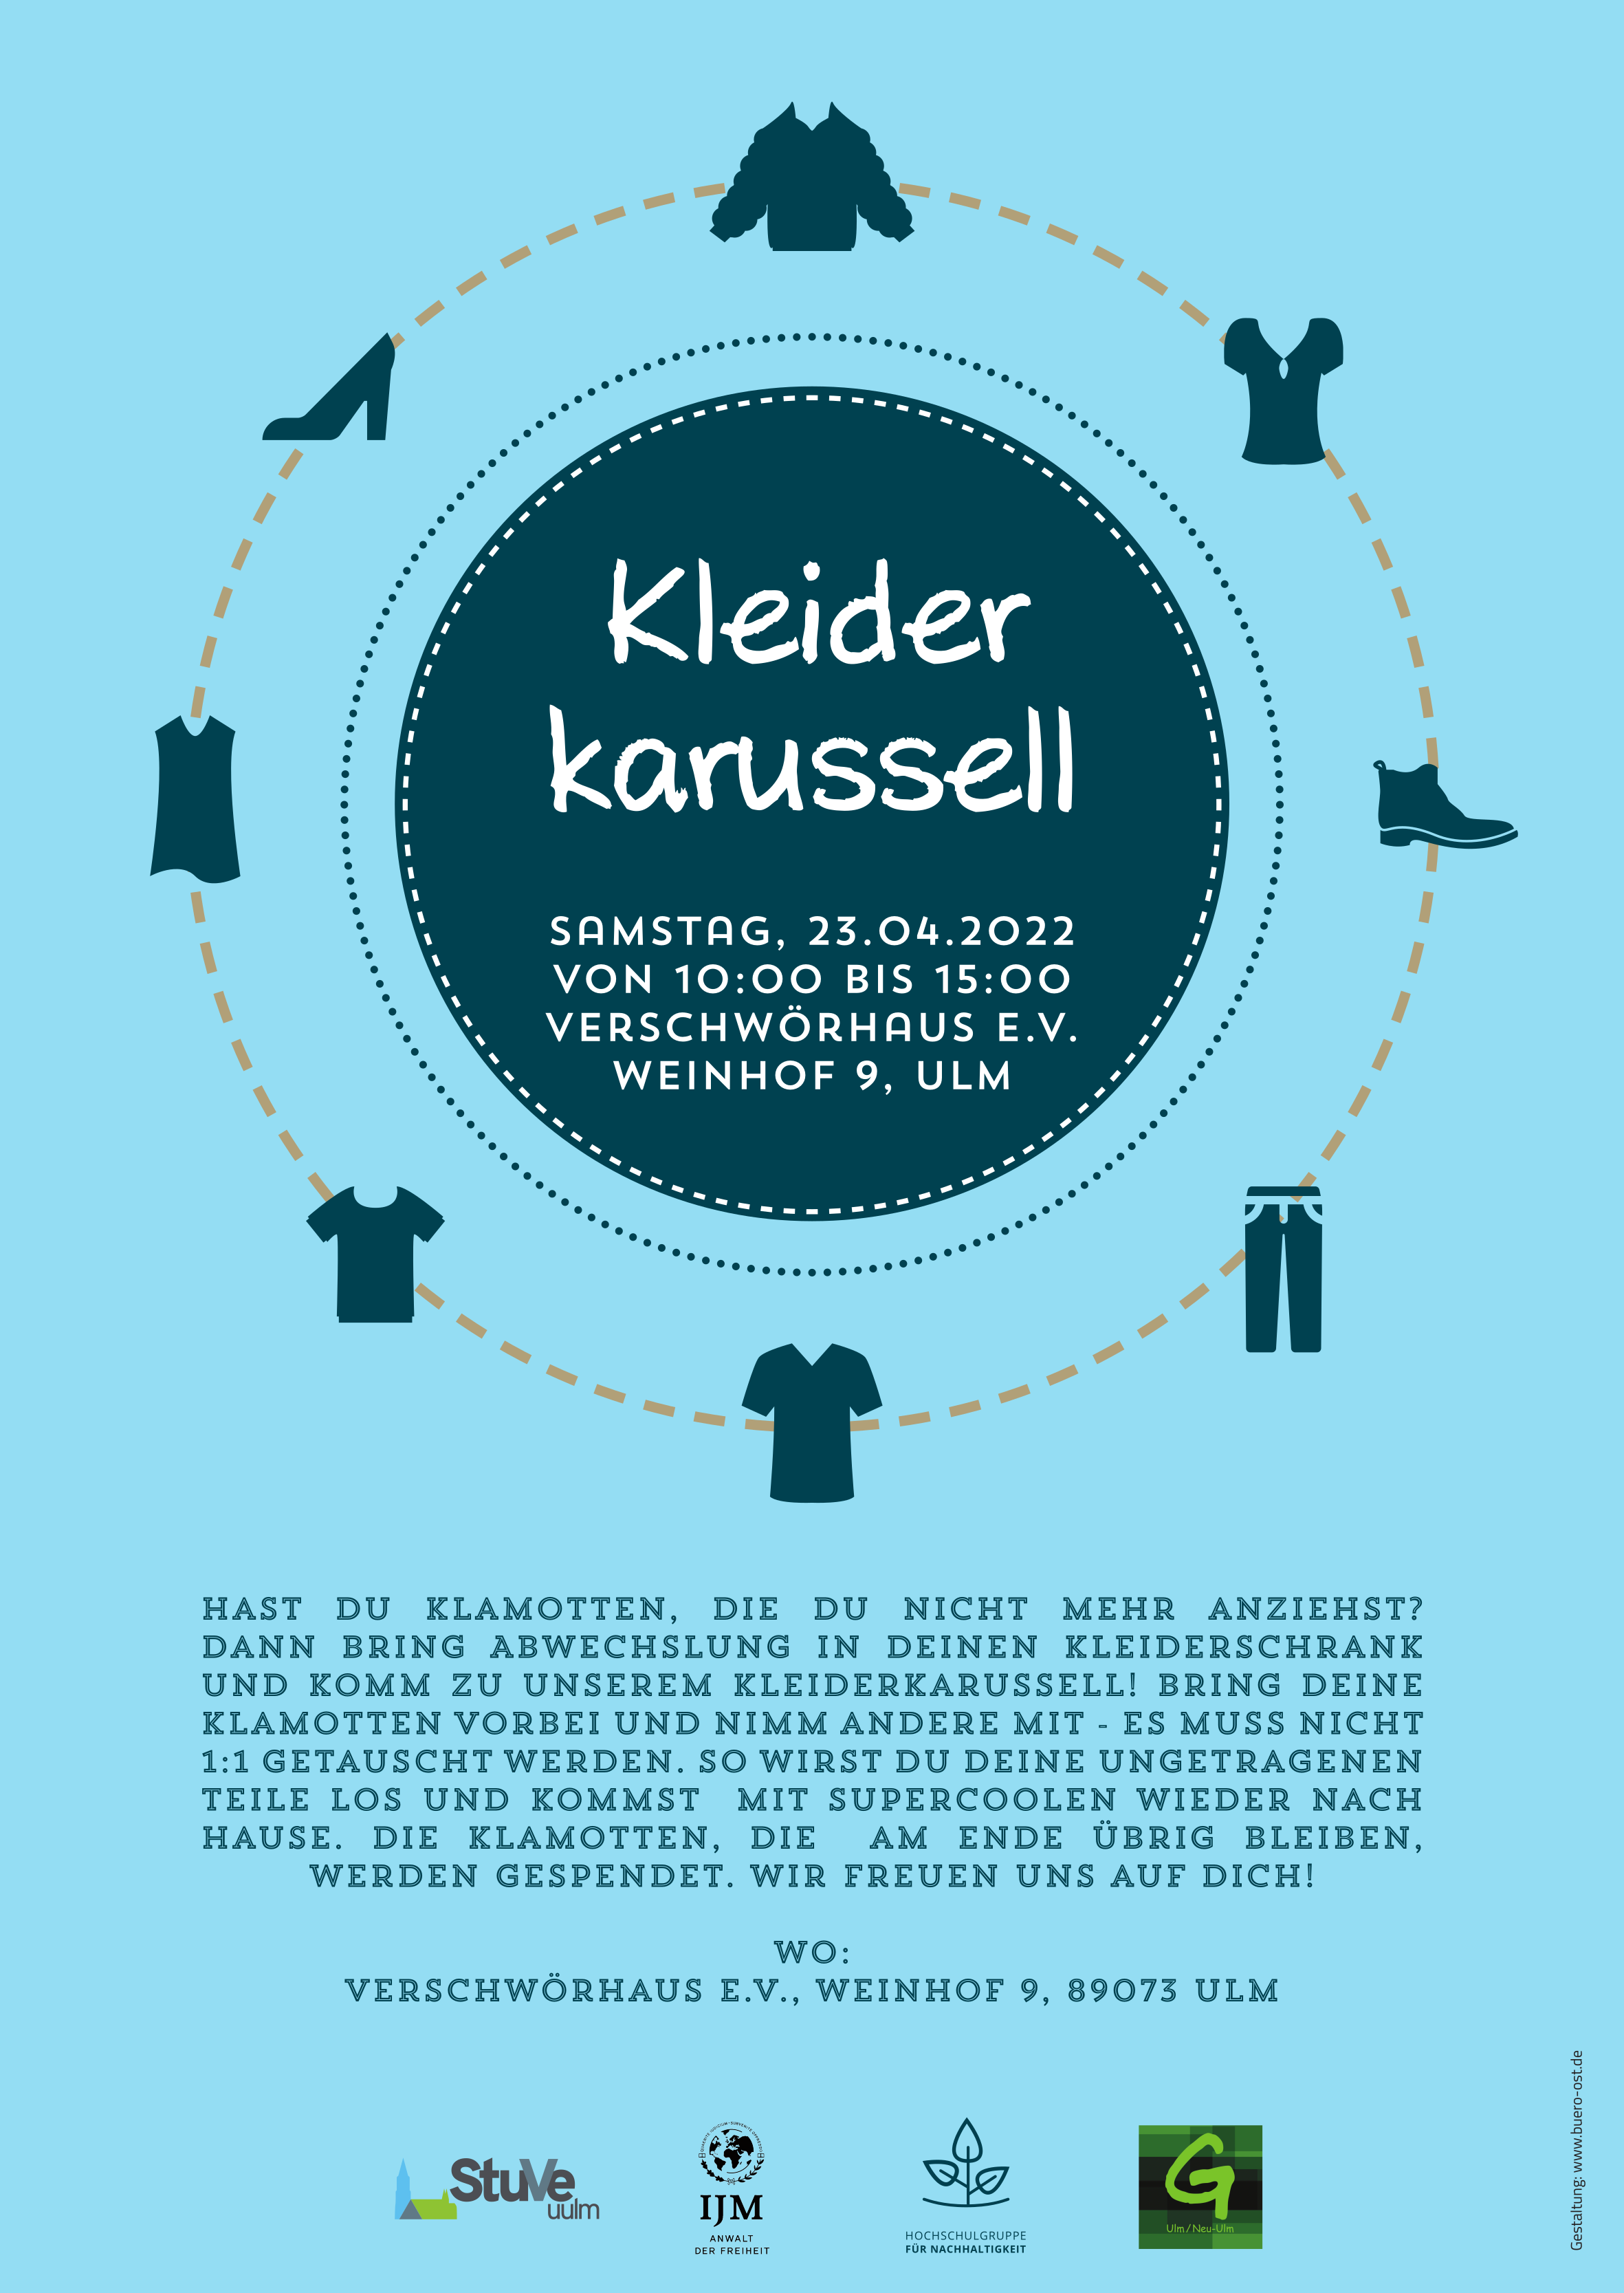 Kleider
karussell
SAMSTAG, 23.04.2022
VON 10:00 BIS 15:00
VERSCHWÖRHAUS E.V.
WEINHOF 9, ULM
HAST DU KLAMOTTEN, DIE DU NICHT MEHR ANZIEHST?
DANN BRING ABWECHSLUNG IN DEINEN KLEIDERSCHRANK
UND KOMM ZU UNSEREM KLEIDERKARUSSELL! BRING DEINE
KLAMOTTEN VORBEI UND NIMM ANDERE MIT - ES MUSS NICHT
1:1 GETAUSCHT WERDEN. SO WIRST DU DEINE UNGETRAGENEN
TEILE LOS UND KOMMST MIT SUPERCOOLEN WIEDER NACH
HAUSE. DIE KLAMOTTEN, DIE AM ENDE ÜBRIG BLEIBEN,
WERDEN GESPENDET. WIR FREUEN UNS AUF DICH!
WO:
VERSCHWÖRHAUS E.V., WEINHOF 9, 89073 ULM
StuVe
uulm
IJM
ANWALT
DER FREIHEIT
HOCHSCHULGRUPPE
FÜR NACHHALTIGKEIT
G
Ulm/Neu-Ulm
Gestaltung: www.buero-ost.de